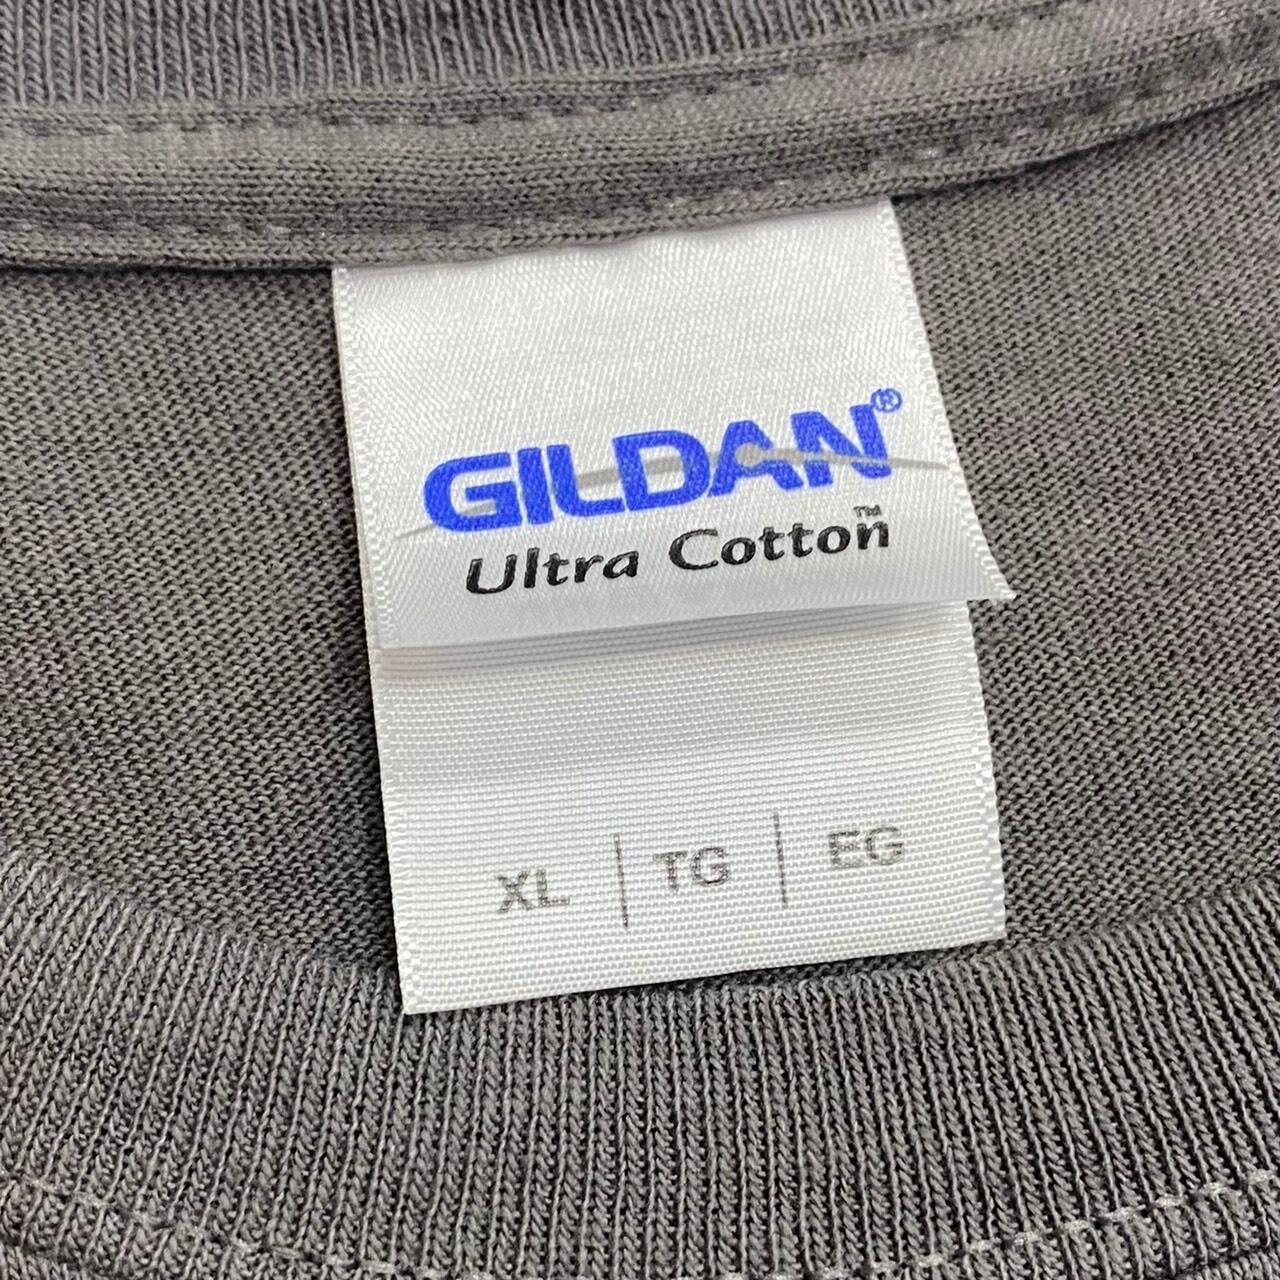 GILDAN®
Ultra Cotton™
XL | TG | EG